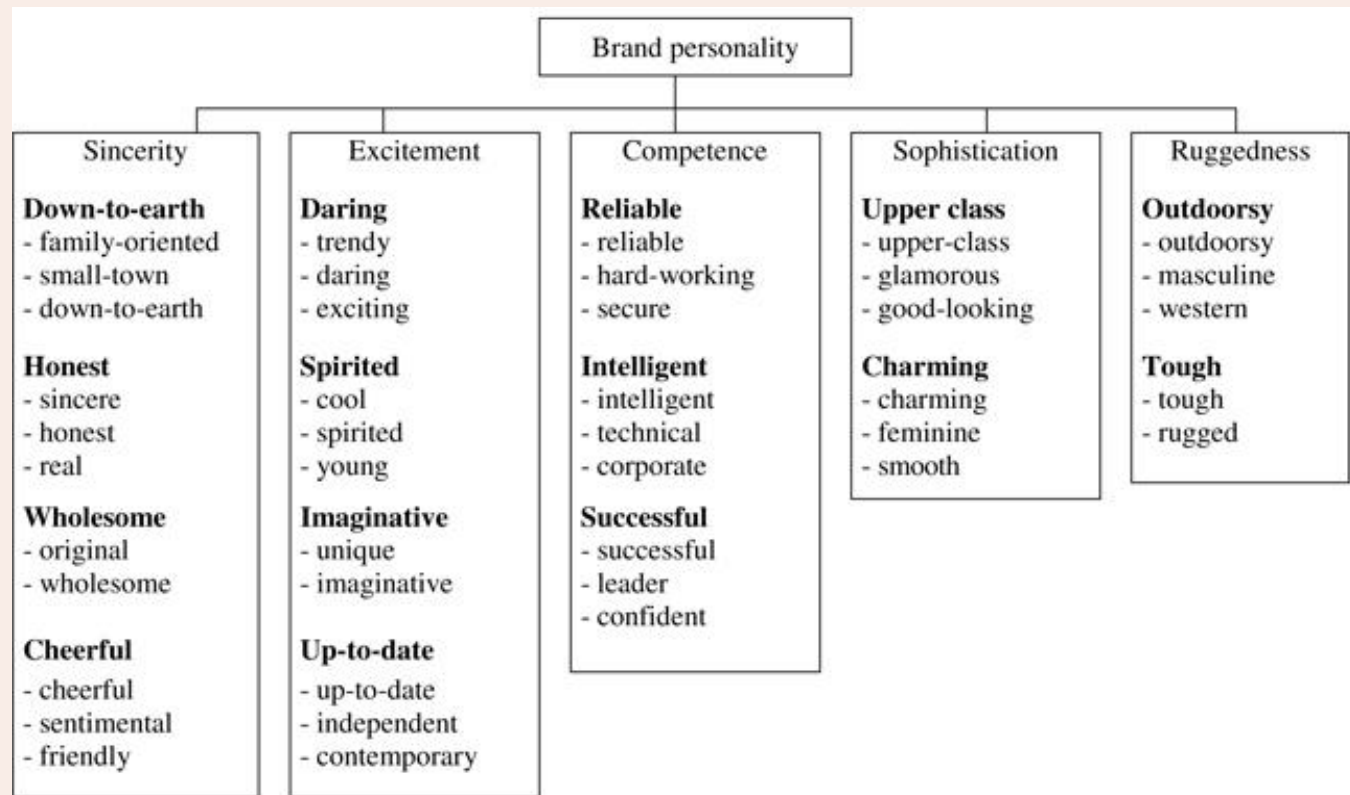 Brand personality
Sincerity
Down-to-earth
- family-oriented
- small-town
- down-to-earth
Honest
- sincere
- honest
- real
Wholesome
- original
- wholesome
Cheerful
- cheerful
- sentimental
- friendly
Excitement
Daring
- trendy
- daring
- exciting
Spirited
- cool
- spirited
- young
Imaginative
- unique
- imaginative
Up-to-date
- up-to-date
- independent
- contemporary
Competence
Reliable
- reliable
- hard-working
- secure
Intelligent
- intelligent
- technical
- corporate
Successful
- successful
- leader
- confident
Sophistication
Upper class
- upper-class
- glamorous
- good-looking
Charming
- charming
- feminine
- smooth
Ruggedness
Outdoorsy
- outdoorsy
- masculine
- western
Tough
- tough
- rugged